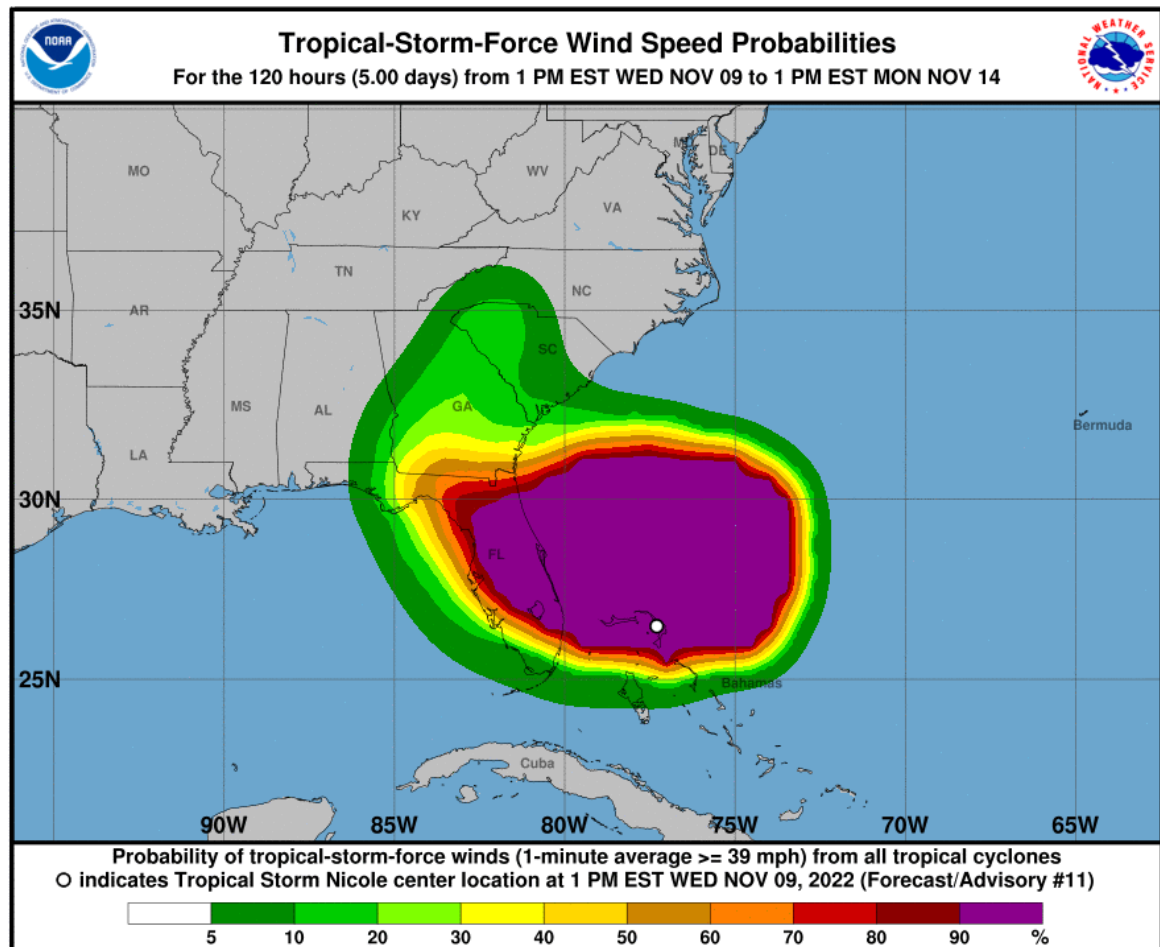 Tropical-Storm-Force Wind Speed Probabilities
For the 120 hours (5.00 days) from 1 PM EST WED NOV 09 to 1 PM EST MON NOV 14
NOAA
NATIONAL WEATHER SERVICE
MO
WV
DE
KY
VA
TN
NC
35N
AR
SC
MS
AL
GA
Bermuda
LA
30N
FL
25N
Bahamas
Cuba
90W
85W
80W
75W
70W
65W
Probability of tropical-storm-force winds (1-minute average >= 39 mph) from all tropical cyclones
O indicates Tropical Storm Nicole center location at 1 PM EST WED NOV 09, 2022 (Forecast/Advisory #11)
5 10 20 30 40 50 60 70 80 90 %